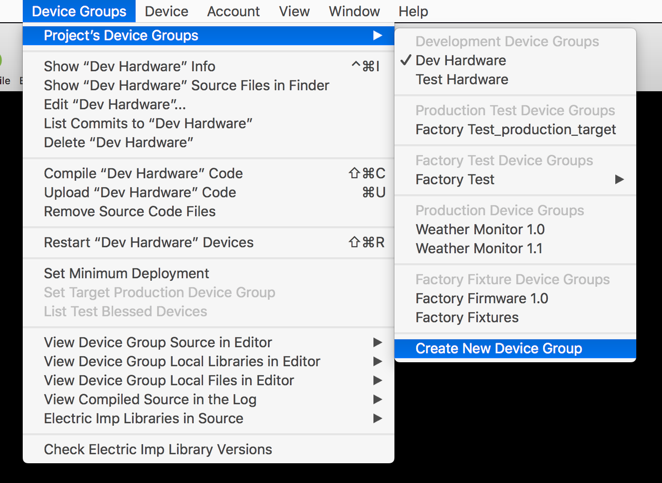 Device Groups Device Account View Window Help
Project's Device Groups
Show “Dev Hardware” Info ⌃⌘I
Show “Dev Hardware” Source Files in Finder
Edit “Dev Hardware”...
List Commits to “Dev Hardware”
Delete “Dev Hardware”
Compile “Dev Hardware” Code ⇧⌘C
Upload “Dev Hardware” Code ⌘U
Remove Source Code Files
Restart “Dev Hardware” Devices ⇧⌘R
Set Minimum Deployment
Set Target Production Device Group
List Test Blessed Devices
View Device Group Source in Editor
View Device Group Local Libraries in Editor
View Device Group Local Files in Editor
View Compiled Source in the Log
Electric Imp Libraries in Source
Check Electric Imp Library Versions
Development Device Groups
✓ Dev Hardware
Test Hardware
Production Test Device Groups
Factory Test_production_target
Factory Test Device Groups
Factory Test
Production Device Groups
Weather Monitor 1.0
Weather Monitor 1.1
Factory Fixture Device Groups
Factory Firmware 1.0
Factory Fixtures
Create New Device Group